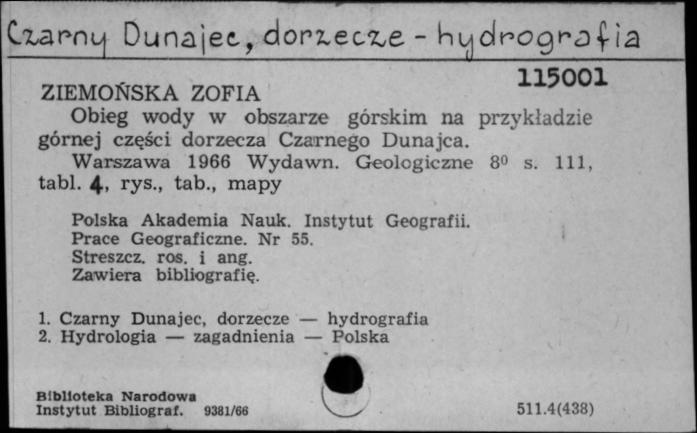 Czarny Dunajec, dorzecze - hydrografia
115001
ZIEMOŃSKA ZOFIA
Obieg wody w obszarze górskim na przykładzie
górnej części dorzecza Czarnego Dunajca.
Warszawa 1966 Wydawn. Geologiczne 8⁰ s. 111,
tabl. 4, rys., tab., mapy
Polska Akademia Nauk. Instytut Geografii.
Prace Geograficzne. Nr 55.
Streszcz. ros. i ang.
Zawiera bibliografię.
1. Czarny Dunajec, dorzecze — hydrografia
2. Hydrologia — zagadnienia — Polska
Biblioteka Narodowa
Instytut Bibliograf. 9381/66
511.4(438)